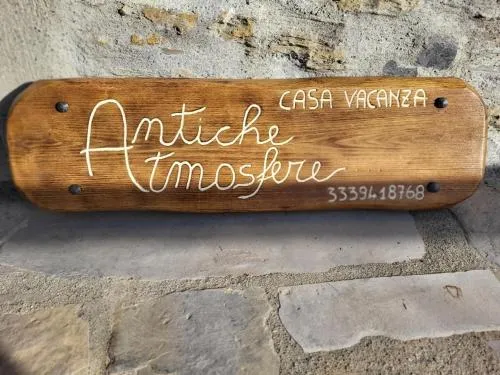 CASA VACANZA
Antiche
Atmosfere
3339418768